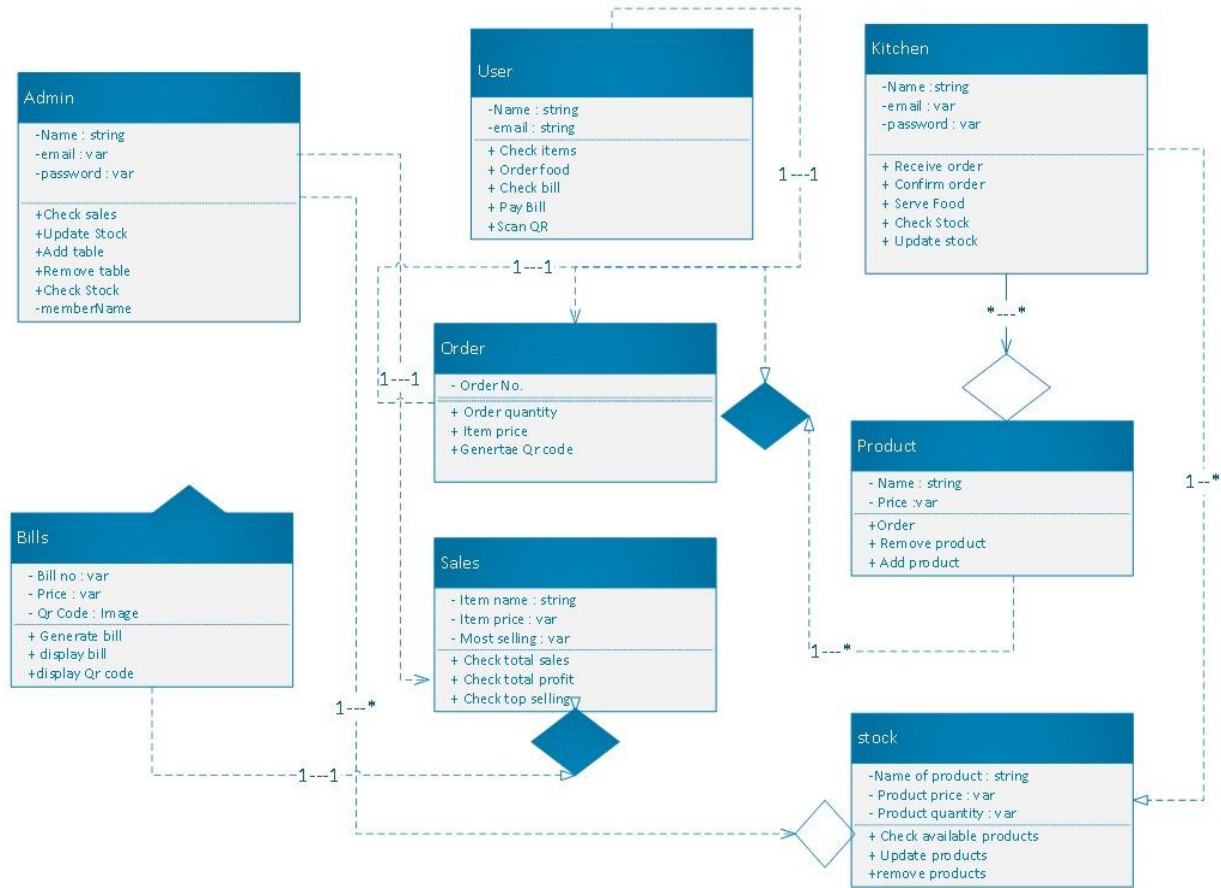 Admin
-Name : string
-email : var
-password : var
+Check sales
+Update Stock
+Add table
+Remove table
+Check Stock
-memberName
User
-Name : string
-email : string
+ Check items
+ Order food
+ Check bill
+ Pay Bill
+Scan QR
Kitchen
-Name :string
-email : var
-password : var
+ Receive order
+ Confirm order
+ Serve Food
+ Check Stock
+ Update stock
1---1
1---1
*---*
1---1
Order
- Order No.
+ Order quantity
+ Item price
+Genertae Qr code
Product
- Name : string
- Price :var
+Order
+ Remove product
+ Add product
1--*
Bills
- Bill no : var
- Price : var
- Qr Code : Image
+ Generate bill
+ display bill
+display Qr code
Sales
- Item name : string
- Item price : var
- Most selling : var
+ Check total sales
+ Check total profit
+ Check top selling
1---*
1---*
1---1
stock
-Name of product : string
- Product price : var
- Product quantity : var
+ Check available products
+ Update products
+remove products